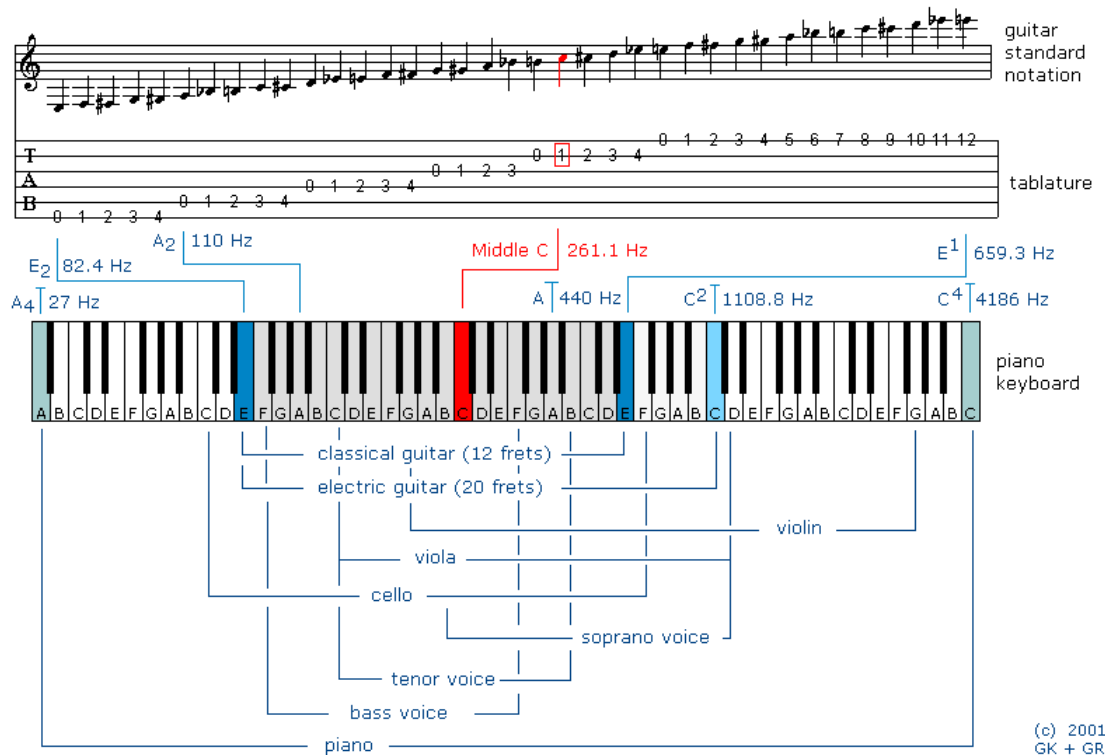 guitar
standard
notation
0 1 2 3 4 5 6 7 8 9 10 11 12
T 0 1 2 3 4
A 0 1 2 3
0 1 2 3 4
B 0 1 2 3 4
0 1 2 3 4
tablature
A2 110 Hz
Middle C 261.1 Hz
E1 659.3 Hz
E2 82.4 Hz
A4 27 Hz
A 440 Hz
C2 1108.8 Hz
C4 4186 Hz
piano
keyboard
A B C D E F G A B C D E F G A B C D E F G A B C D E F G A B C D E F G A B C D E F G A B C D E F G A B C
classical guitar (12 frets)
electric guitar (20 frets)
violin
viola
cello
soprano voice
tenor voice
bass voice
piano
(c) 2001
GK + GR